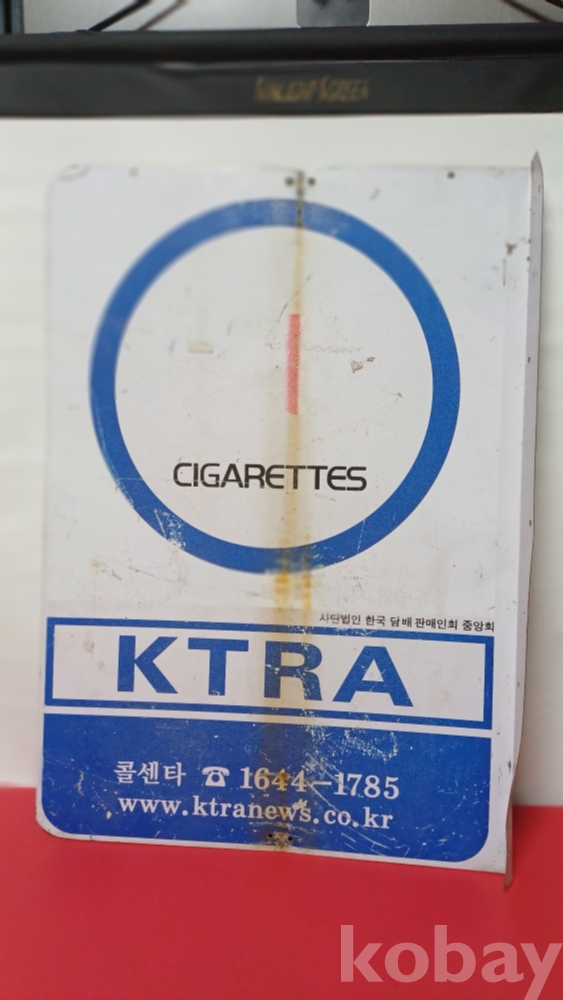 CIGARETTES
사단법인 한국 담배판매인회 중앙회
KTRA
콜센타 ☎ 1644-1785
www.ktranews.co.kr
kobay